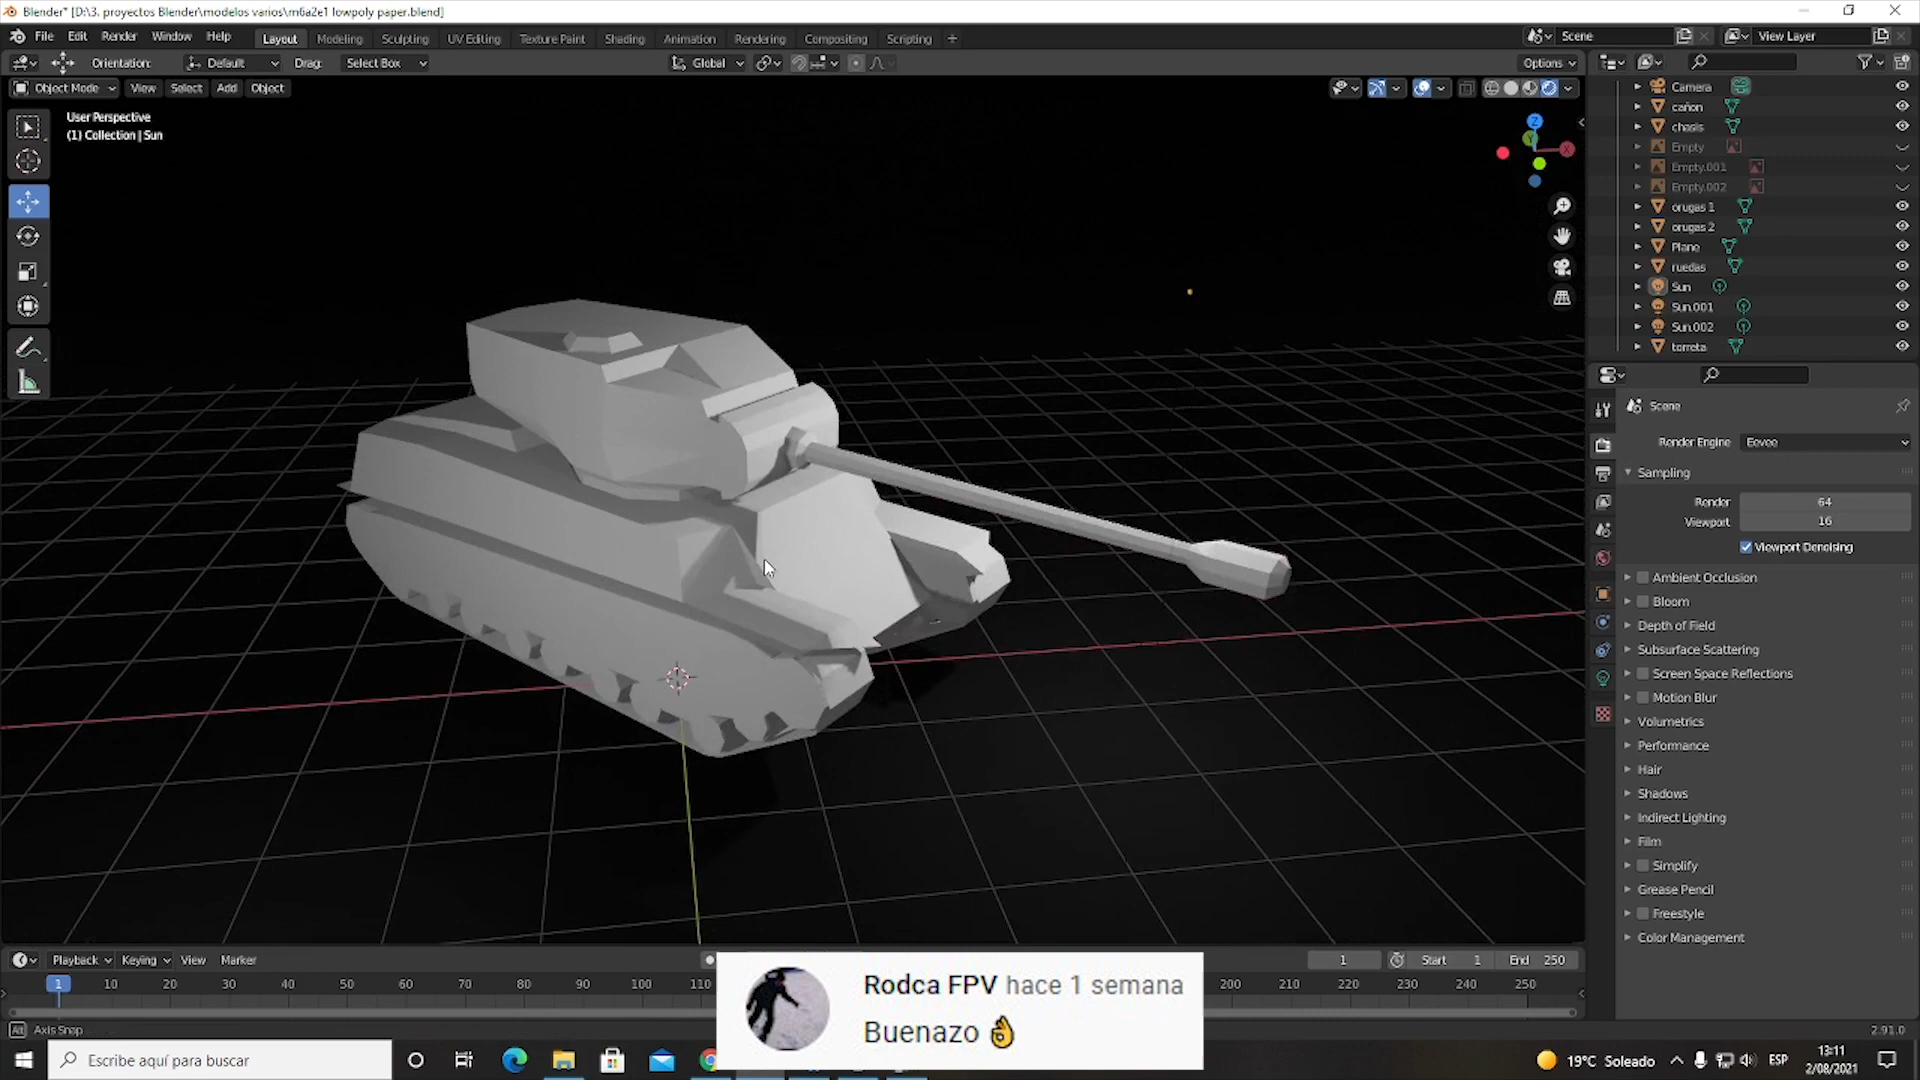 Blender* [D:\3. proyectos Blender\modelos varios\m6a2e1 lowpoly paper.blend]
File Edit Render Window Help Layout Modeling Sculpting UV Editing Texture Paint Shading Animation Rendering Compositing Scripting + Scene View Layer
Orientation: Default Drag: Select Box Global Options
Object Mode View Select Add Object
User Perspective
(1) Collection | Sun
Z
Y
X
Camera
cañon
chasis
Empty
Empty.001
Empty.002
orugas 1
orugas 2
Plane
ruedas
Sun
Sun.001
Sun.002
torreta
Scene
Render Engine Eevee
Sampling
Render 64
Viewport 16
Viewport Denoising
Ambient Occlusion
Bloom
Depth of Field
Subsurface Scattering
Screen Space Reflections
Motion Blur
Volumetrics
Performance
Hair
Shadows
Indirect Lighting
Film
Simplify
Grease Pencil
Freestyle
Color Management
Playback Keying View Marker 1 Start 1 End 250
1 10 20 30 40 50 60 70 80 90 100 110 200 210 220 230 240 250
Rodca FPV hace 1 semana
Buenazo 👌
Alt Axis Snap 2.91.0
Escribe aquí para buscar 19°C Soleado ESP 13:11
2/08/2021